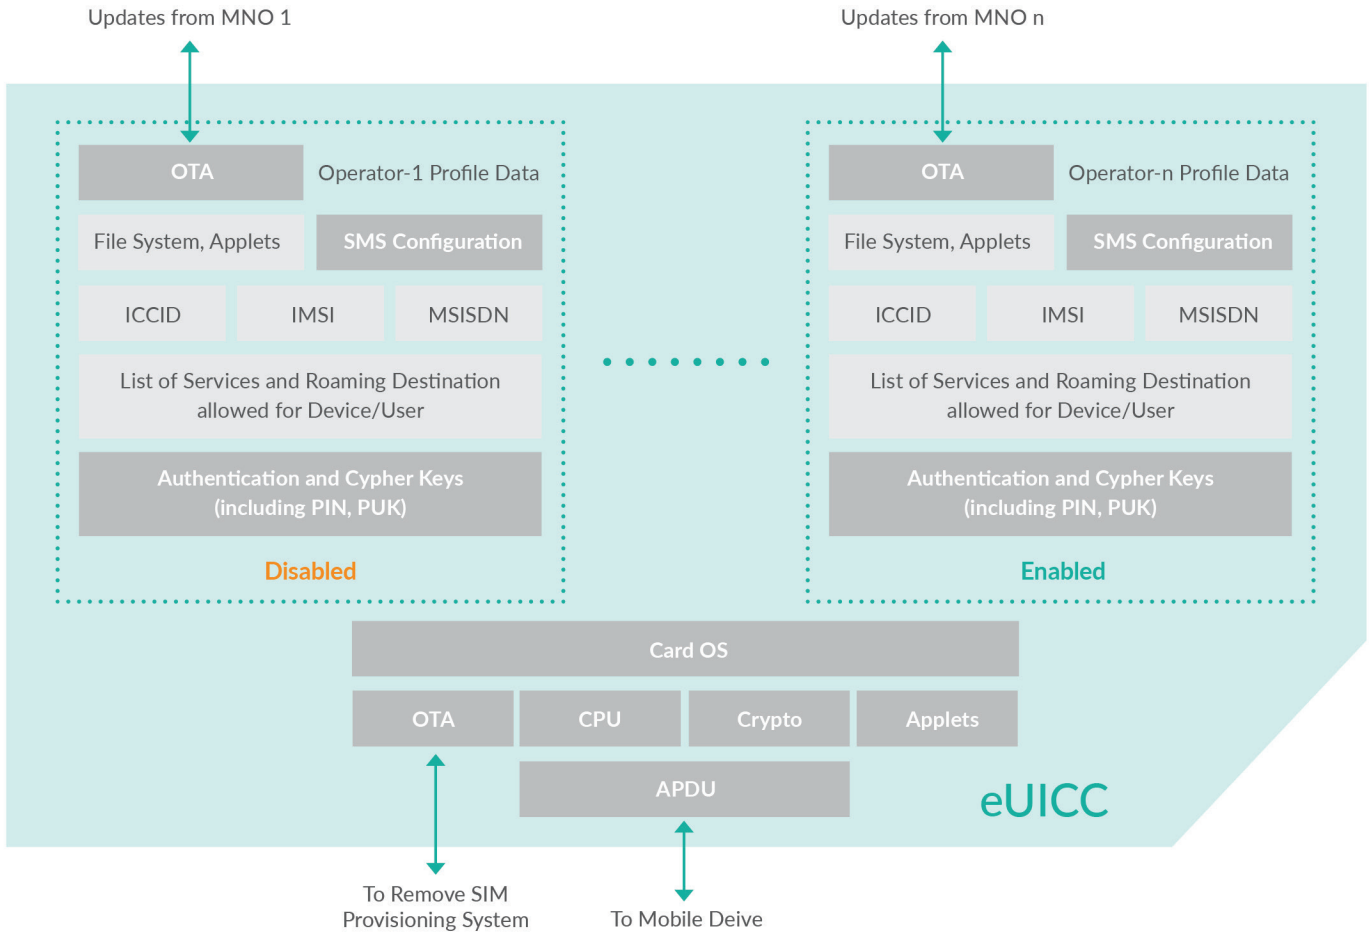 Updates from MNO 1
Updates from MNO n
OTA
Operator-1 Profile Data
File System, Applets
SMS Configuration
ICCID
IMSI
MSISDN
List of Services and Roaming Destination
allowed for Device/User
Authentication and Cypher Keys
(including PIN, PUK)
Disabled
OTA
Operator-n Profile Data
File System, Applets
SMS Configuration
ICCID
IMSI
MSISDN
List of Services and Roaming Destination
allowed for Device/User
Authentication and Cypher Keys
(including PIN, PUK)
Enabled
Card OS
OTA
CPU
Crypto
Applets
APDU
eUICC
To Remove SIM
Provisioning System
To Mobile Deive